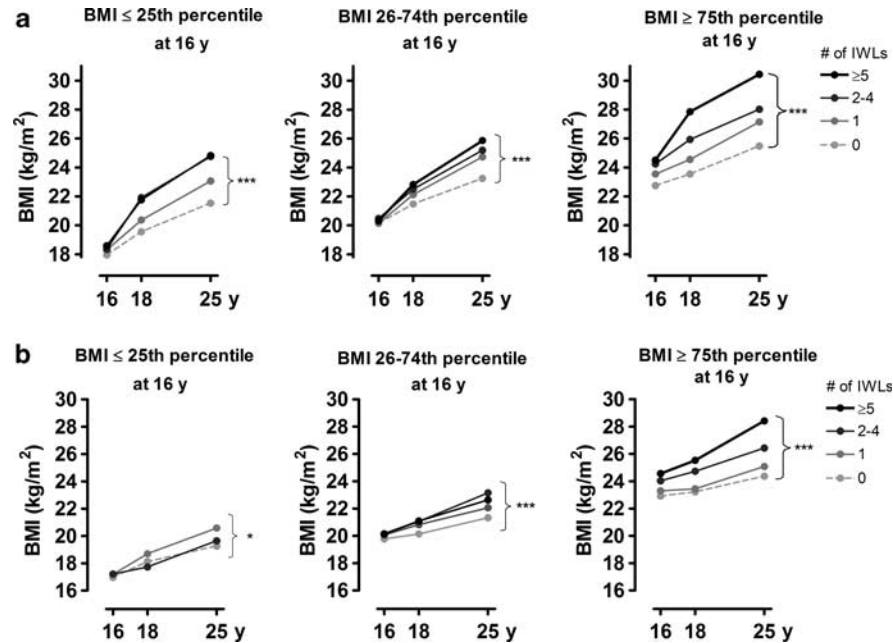 a
BMI ≤ 25th percentile
at 16 y
BMI 26-74th percentile
at 16 y
BMI ≥ 75th percentile
at 16 y
# of IWLs
≥5
2-4
1
0
BMI (kg/m²)
30
28
26
24
22
20
18
***
16 18 25 y
BMI (kg/m²)
30
28
26
24
22
20
18
***
16 18 25 y
BMI (kg/m²)
30
28
26
24
22
20
18
***
16 18 25 y
b
BMI ≤ 25th percentile
at 16 y
BMI 26-74th percentile
at 16 y
BMI ≥ 75th percentile
at 16 y
# of IWLs
≥5
2-4
1
0
BMI (kg/m²)
30
28
26
24
22
20
18
16
*
16 18 25 y
BMI (kg/m²)
30
28
26
24
22
20
18
16
***
16 18 25 y
BMI (kg/m²)
30
28
26
24
22
20
18
16
***
16 18 25 y